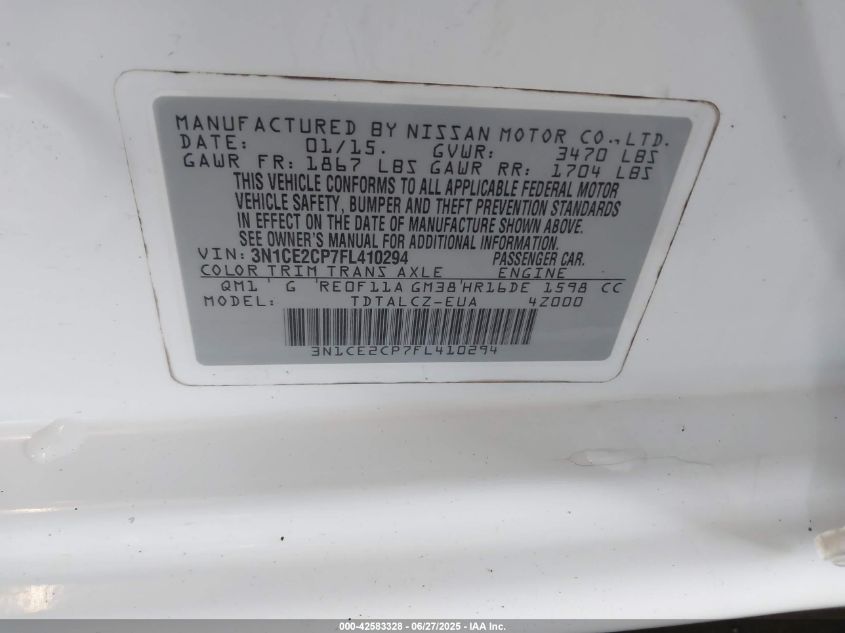 MANUFACTURED BY NISSAN MOTOR CO., LTD.
DATE: 01/15. GVWR: 3470 LBS
GAWR FR: 1867 LBS GAWR RR: 1704 LBS
THIS VEHICLE CONFORMS TO ALL APPLICABLE FEDERAL MOTOR
VEHICLE SAFETY, BUMPER AND THEFT PREVENTION STANDARDS
IN EFFECT ON THE DATE OF MANUFACTURE SHOWN ABOVE.
SEE OWNER'S MANUAL FOR ADDITIONAL INFORMATION.
VIN: 3N1CE2CP7FL410294 PASSENGER CAR.
COLOR TRIM TRANS AXLE ENGINE
QM1 ' G 'RE0F11A GM38'HR16DE 1598 CC
MODEL: TDTALCZ-EUA 4Z000
3N1CE2CP7FL410294
000-42583328 - 06/27/2025 - IAA Inc.